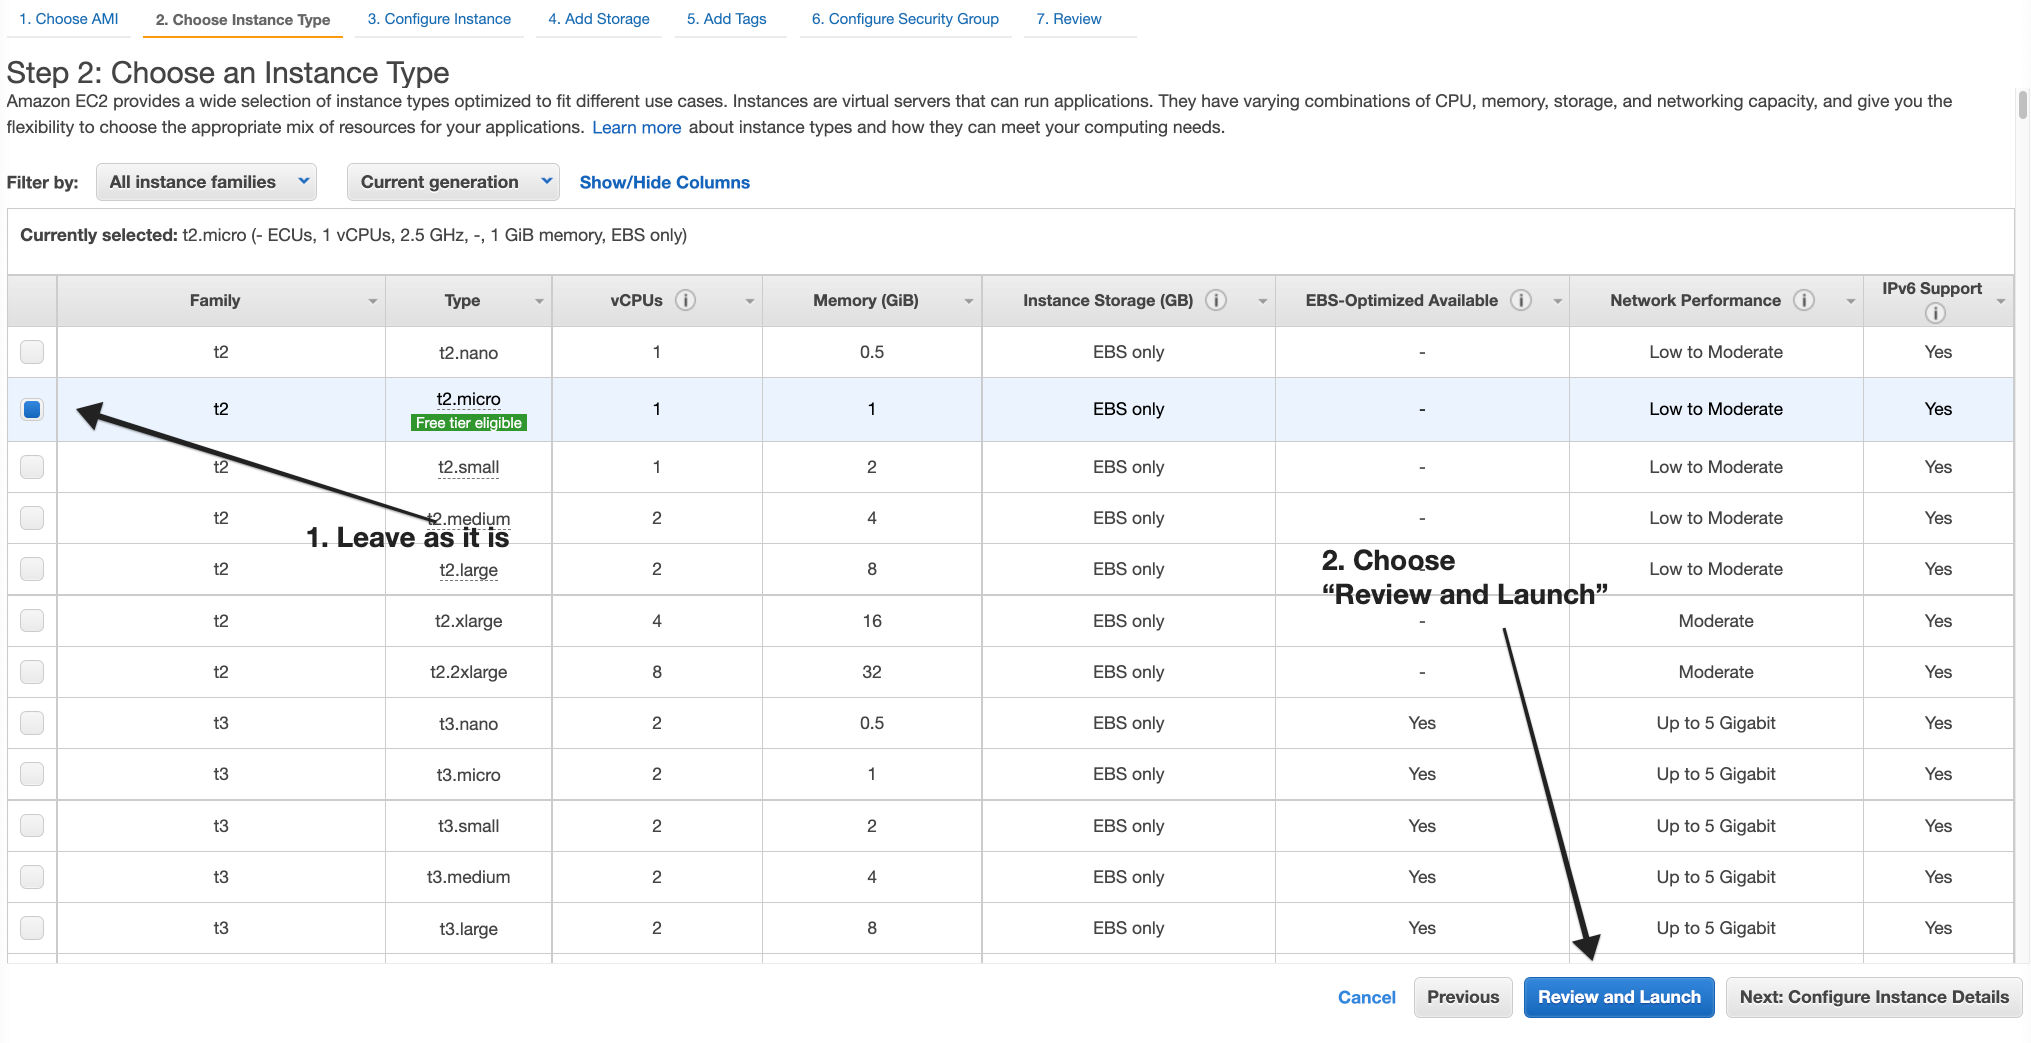 1. Choose AMI 2. Choose Instance Type 3. Configure Instance 4. Add Storage 5. Add Tags 6. Configure Security Group 7. Review
Step 2: Choose an Instance Type
Amazon EC2 provides a wide selection of instance types optimized to fit different use cases. Instances are virtual servers that can run applications. They have varying combinations of CPU, memory, storage, and networking capacity, and give you the
flexibility to choose the appropriate mix of resources for your applications. Learn more about instance types and how they can meet your computing needs.
Filter by: All instance families Current generation Show/Hide Columns
Currently selected: t2.micro (- ECUs, 1 vCPUs, 2.5 GHz, -, 1 GiB memory, EBS only)
Family Type vCPUs i Memory (GiB) Instance Storage (GB) i EBS-Optimized Available i Network Performance i IPv6 Support i
t2 t2.nano 1 0.5 EBS only - Low to Moderate Yes
t2 t2.micro 1 1 EBS only - Low to Moderate Yes
Free tier eligible
t2 t2.small 1 2 EBS only - Low to Moderate Yes
t2 t2.medium 2 4 EBS only - Low to Moderate Yes
1. Leave as it is
t2 t2.large 2 8 EBS only - Low to Moderate Yes
2. Choose
“Review and Launch”
t2 t2.xlarge 4 16 EBS only - Moderate Yes
t2 t2.2xlarge 8 32 EBS only - Moderate Yes
t3 t3.nano 2 0.5 EBS only Yes Up to 5 Gigabit Yes
t3 t3.micro 2 1 EBS only Yes Up to 5 Gigabit Yes
t3 t3.small 2 2 EBS only Yes Up to 5 Gigabit Yes
t3 t3.medium 2 4 EBS only Yes Up to 5 Gigabit Yes
t3 t3.large 2 8 EBS only Yes Up to 5 Gigabit Yes
Cancel Previous Review and Launch Next: Configure Instance Details